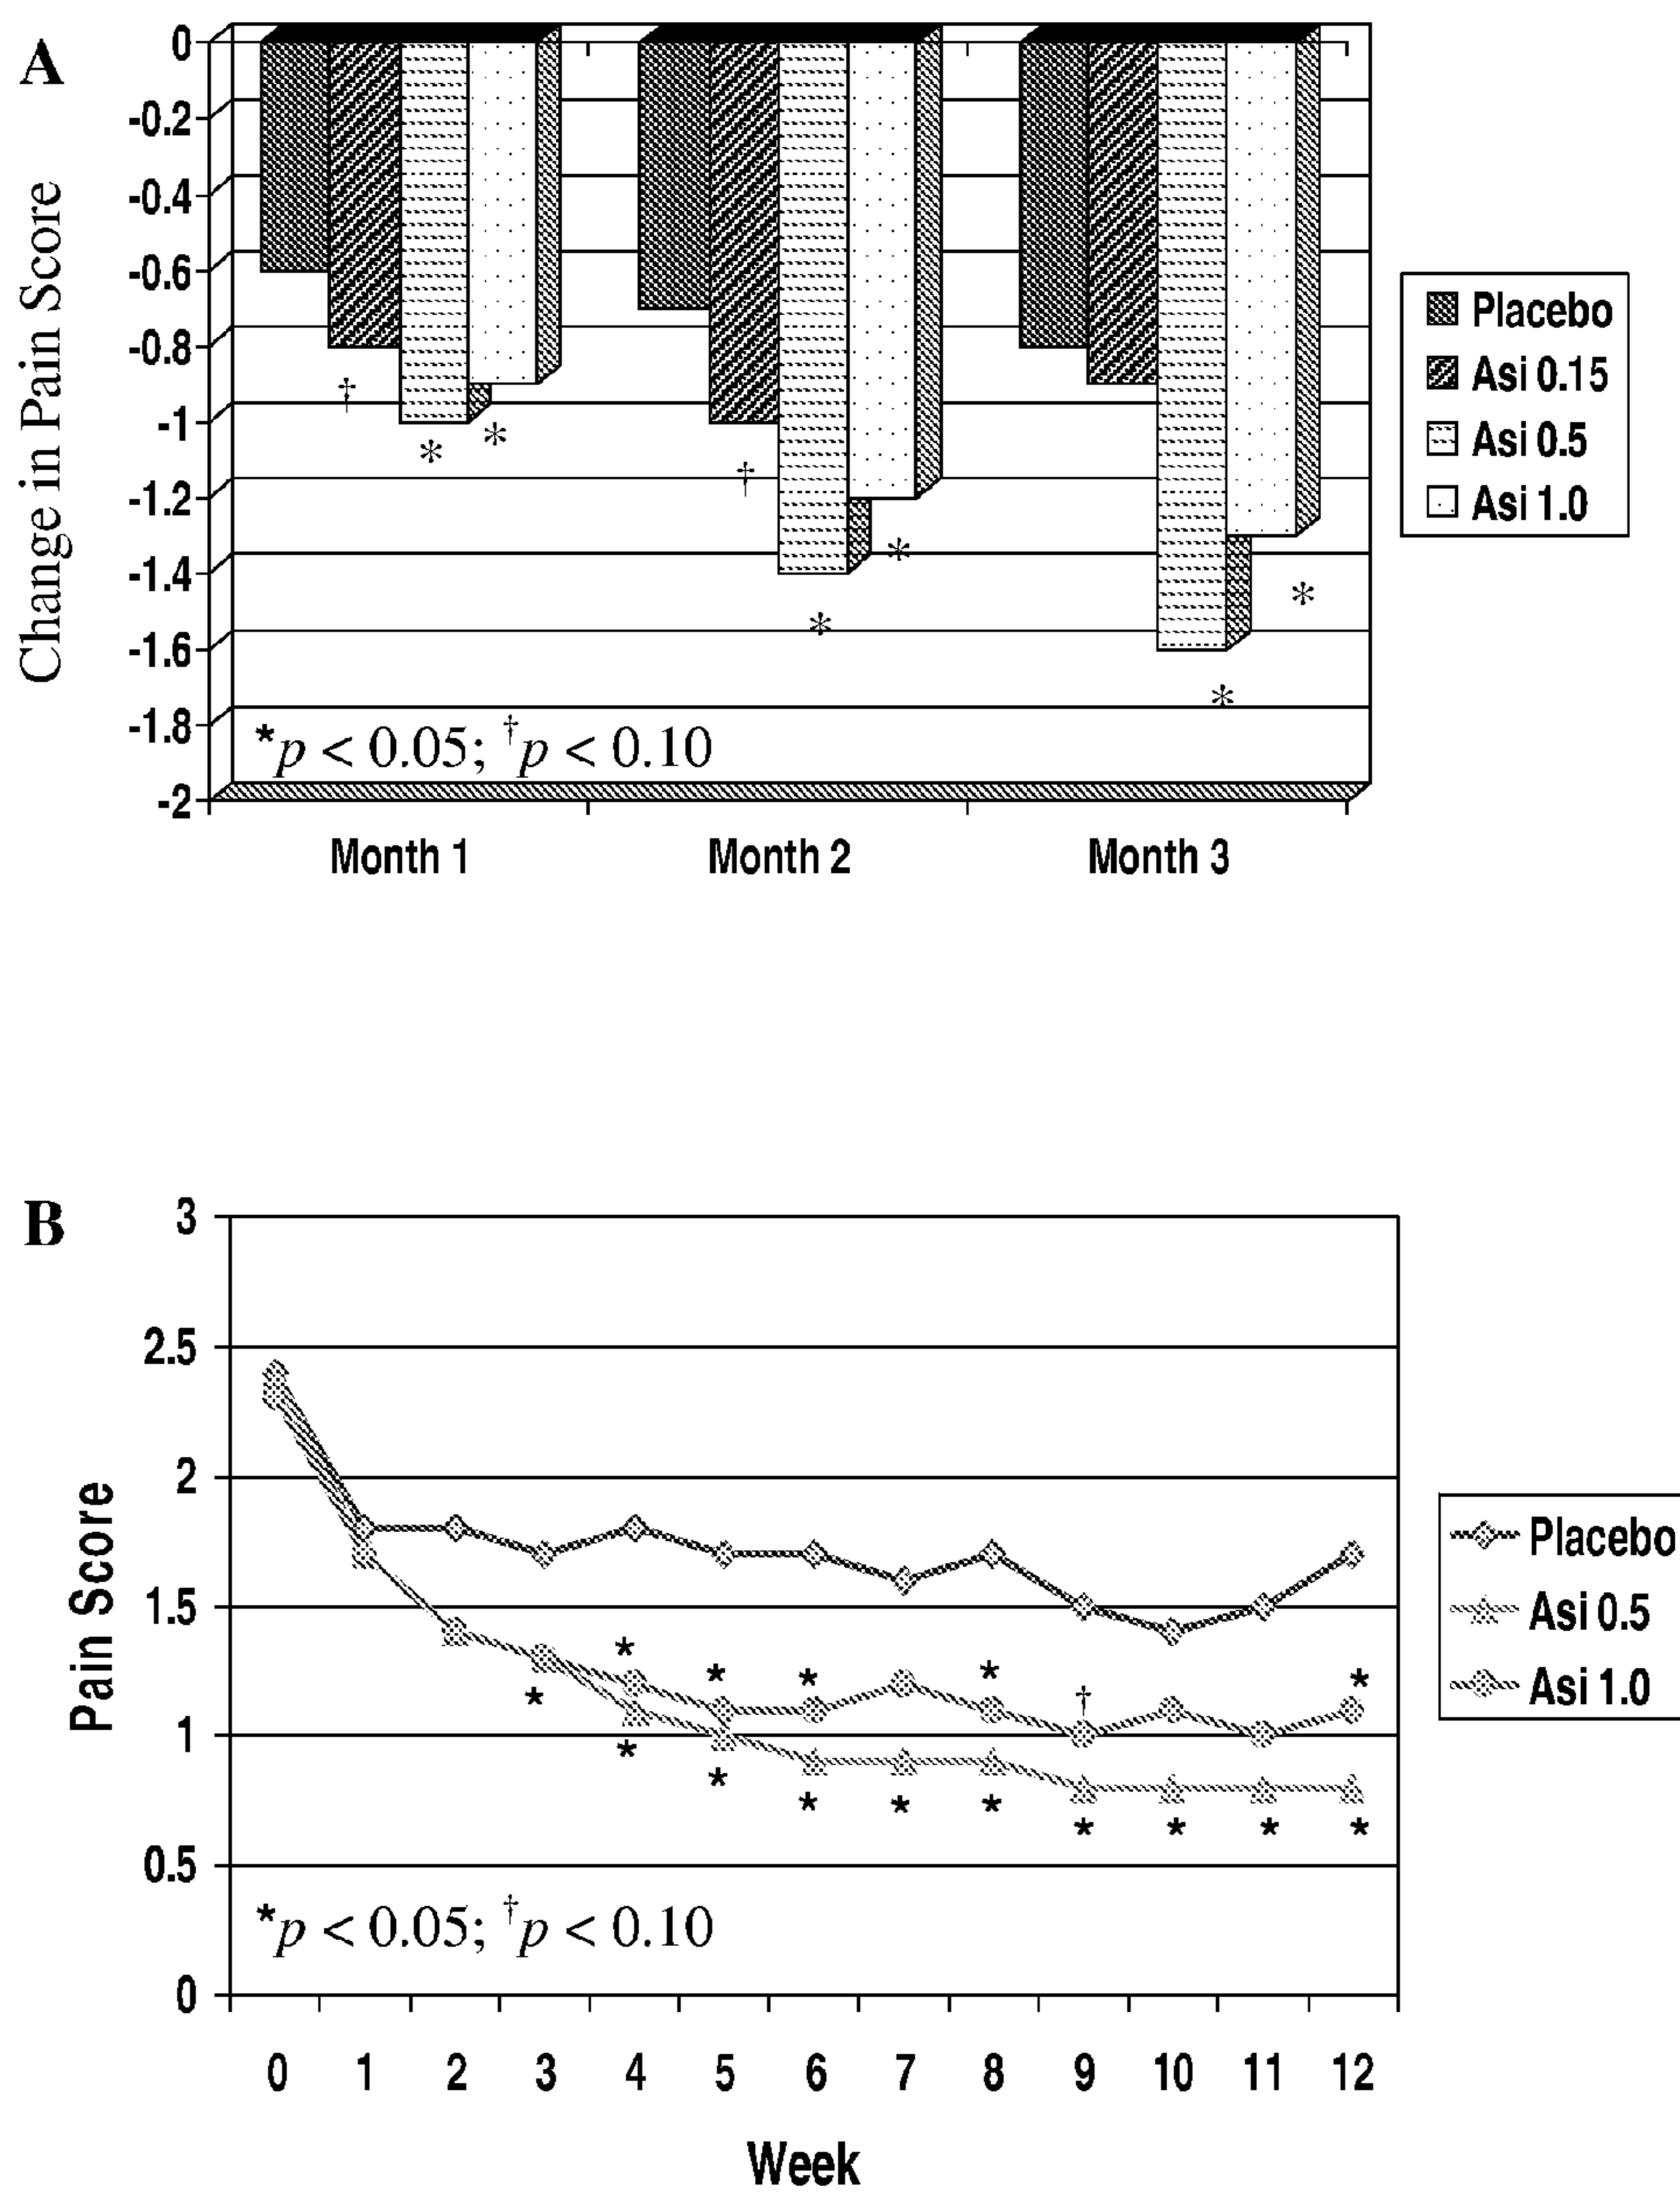 A
Change in Pain Score
0
-0.2
-0.4
-0.6
-0.8
-1
-1.2
-1.4
-1.6
-1.8
-2
†
*
*
†
*
*
*
*
*p < 0.05; †p < 0.10
Month 1 Month 2 Month 3
Placebo
Asi 0.15
Asi 0.5
Asi 1.0
B
Pain Score
3
2.5
2
1.5
1
0.5
0
* * * * † *
* * * * * * * * * *
*p < 0.05; †p < 0.10
0 1 2 3 4 5 6 7 8 9 10 11 12
Week
Placebo
Asi 0.5
Asi 1.0